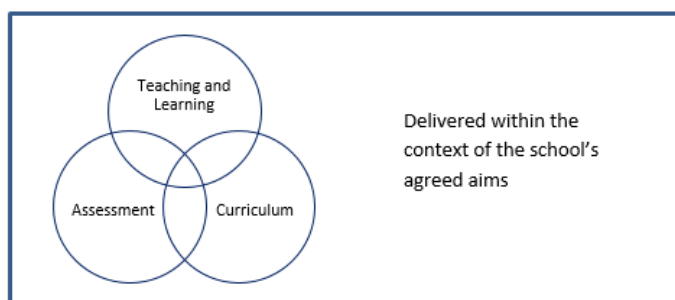 Teaching and
Learning
Assessment
Curriculum
Delivered within the
context of the school's
agreed aims